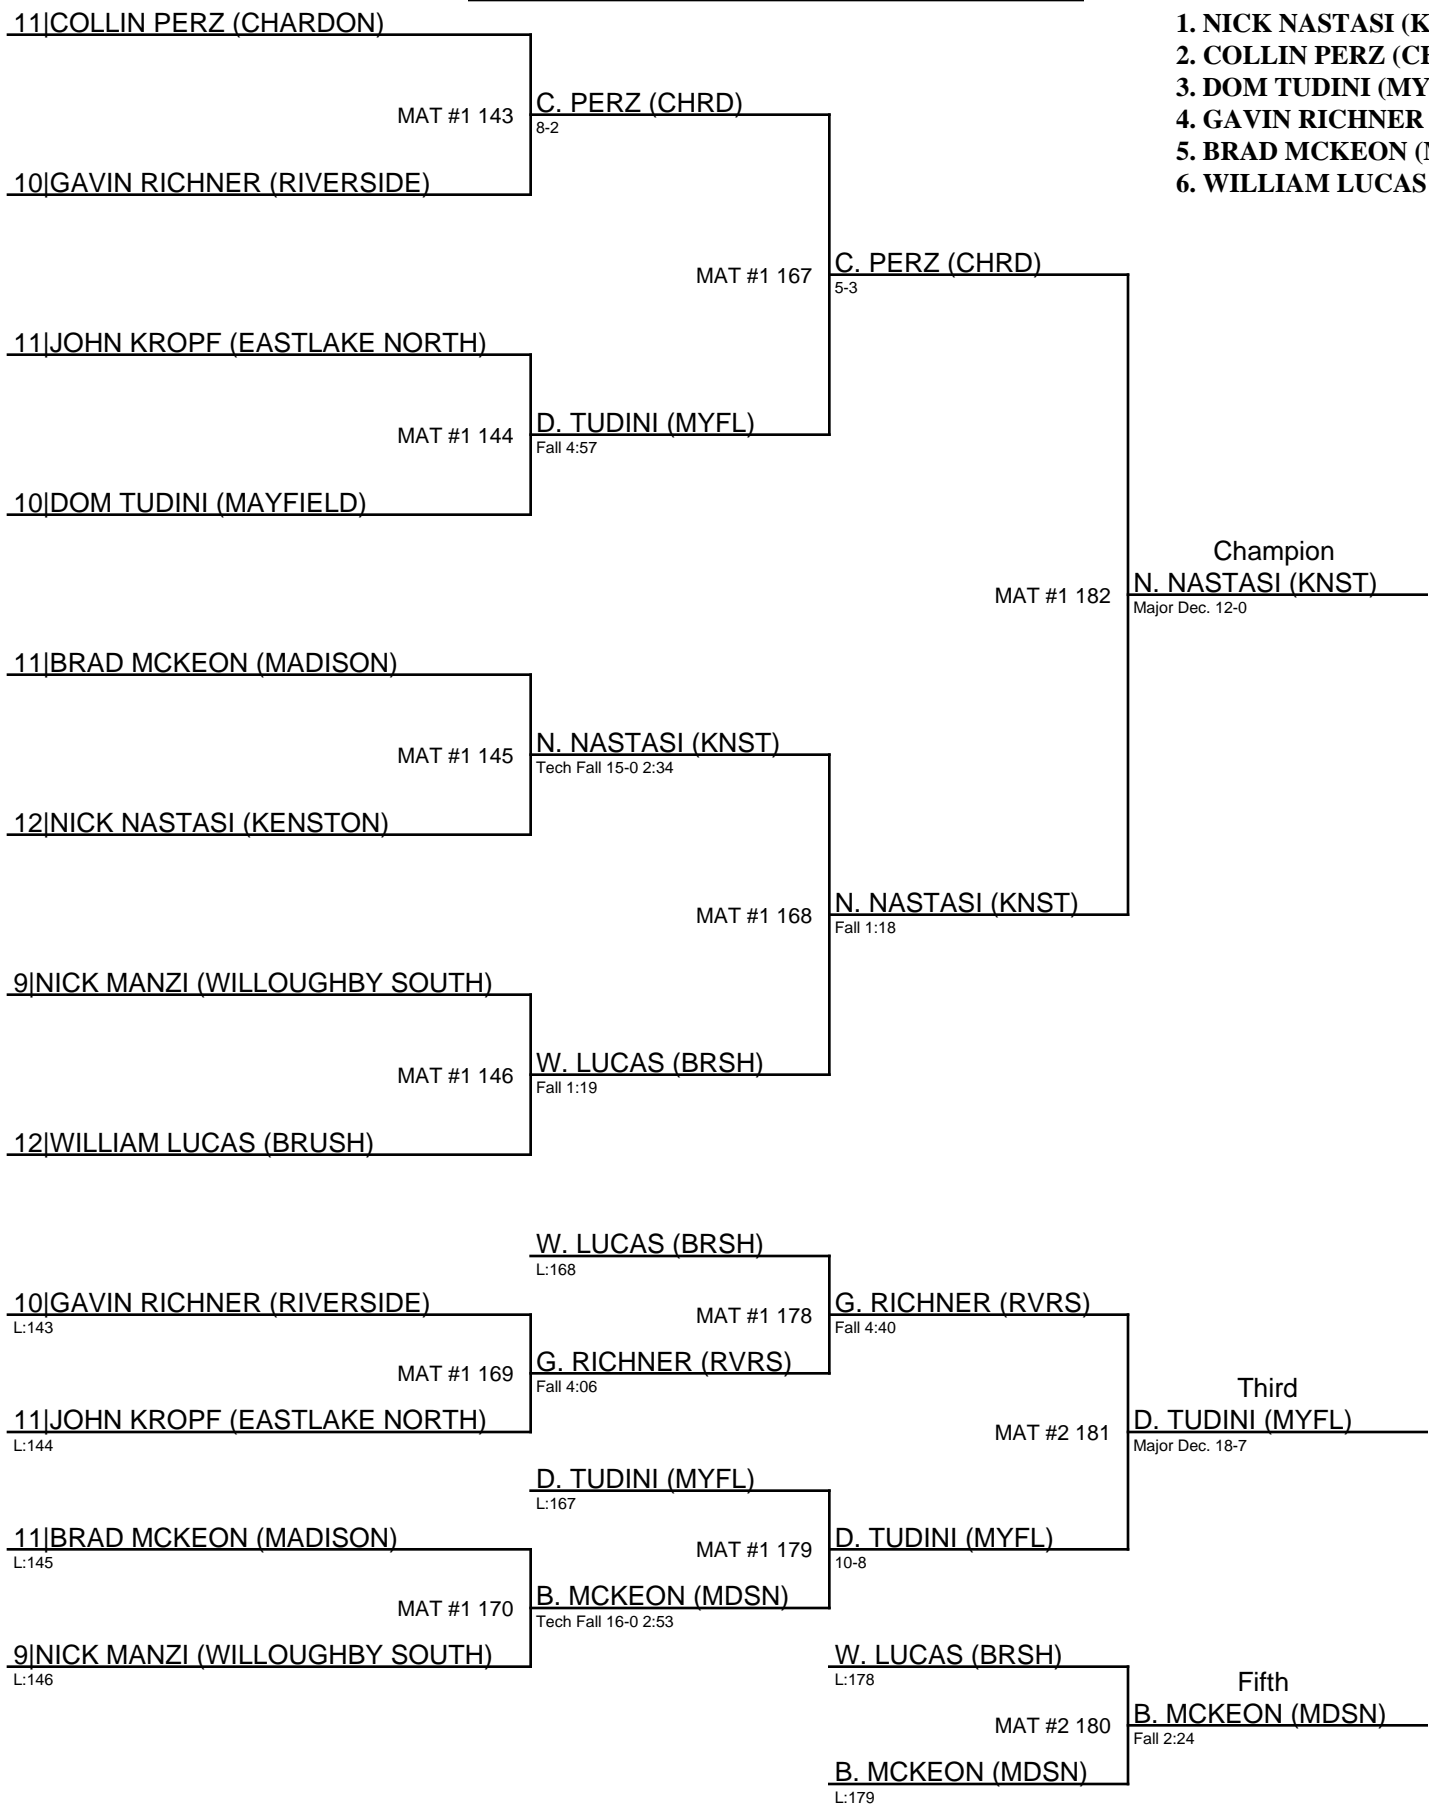 11|COLLIN PERZ (CHARDON)
1. NICK NASTASI (K
2. COLLIN PERZ (CH
3. DOM TUDINI (MY
4. GAVIN RICHNER
5. BRAD MCKEON (M
6. WILLIAM LUCAS
MAT #1 143
C. PERZ (CHRD)
8-2
10|GAVIN RICHNER (RIVERSIDE)
MAT #1 167
C. PERZ (CHRD)
5-3
11|JOHN KROPF (EASTLAKE NORTH)
MAT #1 144
D. TUDINI (MYFL)
Fall 4:57
10|DOM TUDINI (MAYFIELD)
Champion
MAT #1 182
N. NASTASI (KNST)
Major Dec. 12-0
11|BRAD MCKEON (MADISON)
MAT #1 145
N. NASTASI (KNST)
Tech Fall 15-0 2:34
12|NICK NASTASI (KENSTON)
MAT #1 168
N. NASTASI (KNST)
Fall 1:18
9|NICK MANZI (WILLOUGHBY SOUTH)
MAT #1 146
W. LUCAS (BRSH)
Fall 1:19
12|WILLIAM LUCAS (BRUSH)
W. LUCAS (BRSH)
L:168
10|GAVIN RICHNER (RIVERSIDE)
L:143
MAT #1 178
G. RICHNER (RVRS)
Fall 4:40
MAT #1 169
G. RICHNER (RVRS)
Fall 4:06
11|JOHN KROPF (EASTLAKE NORTH)
L:144
Third
MAT #2 181
D. TUDINI (MYFL)
Major Dec. 18-7
D. TUDINI (MYFL)
L:167
11|BRAD MCKEON (MADISON)
L:145
MAT #1 179
D. TUDINI (MYFL)
10-8
MAT #1 170
B. MCKEON (MDSN)
Tech Fall 16-0 2:53
9|NICK MANZI (WILLOUGHBY SOUTH)
L:146
W. LUCAS (BRSH)
L:178
Fifth
MAT #2 180
B. MCKEON (MDSN)
Fall 2:24
B. MCKEON (MDSN)
L:179